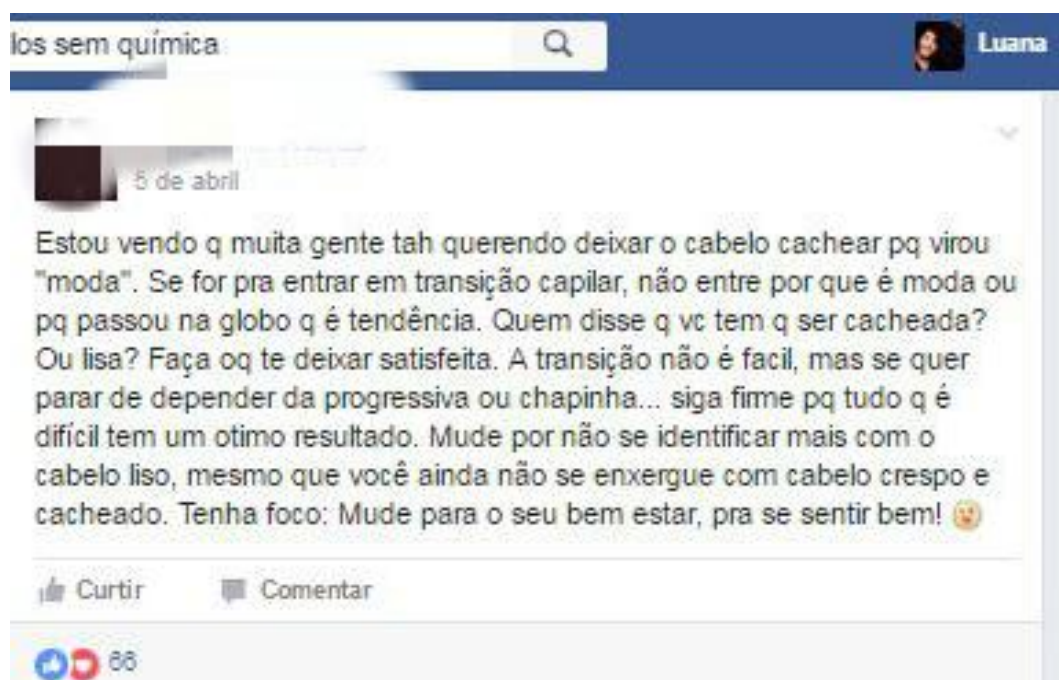 los sem química
Luana
5 de abril
Estou vendo q muita gente tah querendo deixar o cabelo cachear pq virou
"moda". Se for pra entrar em transição capilar, não entre por que é moda ou
pq passou na globo q é tendência. Quem disse q vc tem q ser cacheada?
Ou lisa? Faça oq te deixar satisfeita. A transição não é facil, mas se quer
parar de depender da progressiva ou chapinha... siga firme pq tudo q é
difícil tem um otimo resultado. Mude por não se identificar mais com o
cabelo liso, mesmo que você ainda não se enxergue com cabelo crespo e
cacheado. Tenha foco: Mude para o seu bem estar, pra se sentir bem! 😮
Curtir Comentar
66